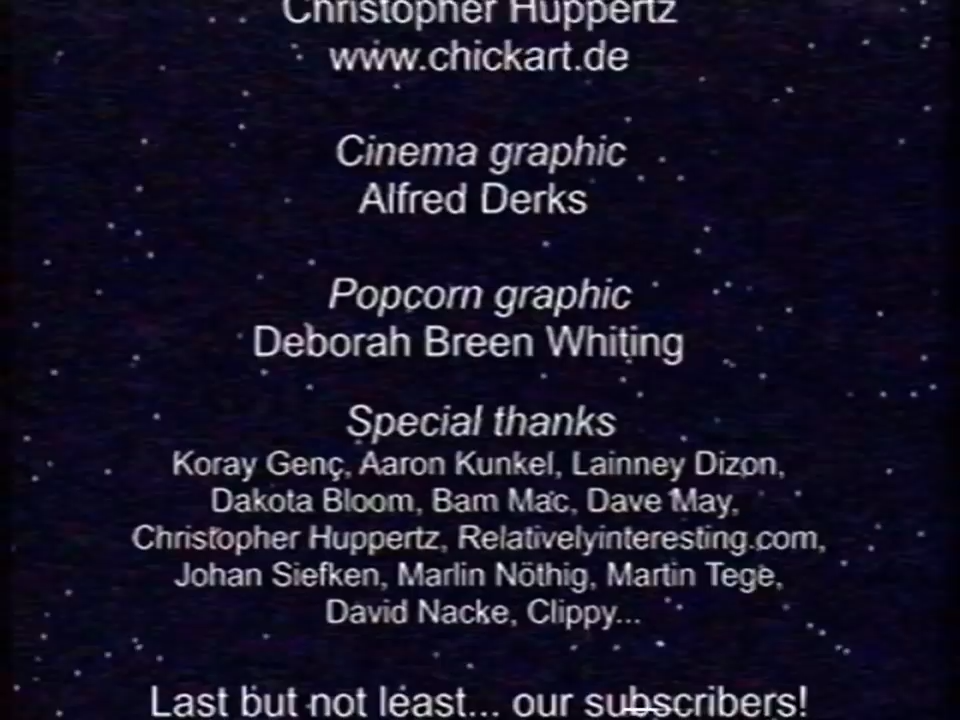 Christopher Huppertz
www.chickart.de
Cinema graphic
Alfred Derks
Popcorn graphic
Deborah Breen Whiting
Special thanks
Koray Genç, Aaron Kunkel, Lainney Dizon,
Dakota Bloom, Bam Mac, Dave May,
Christopher Huppertz, Relativelyinteresting.com,
Johan Siefken, Marlin Nöthig, Martin Tege,
David Nacke, Clippy...
Last but not least... our subscribers!